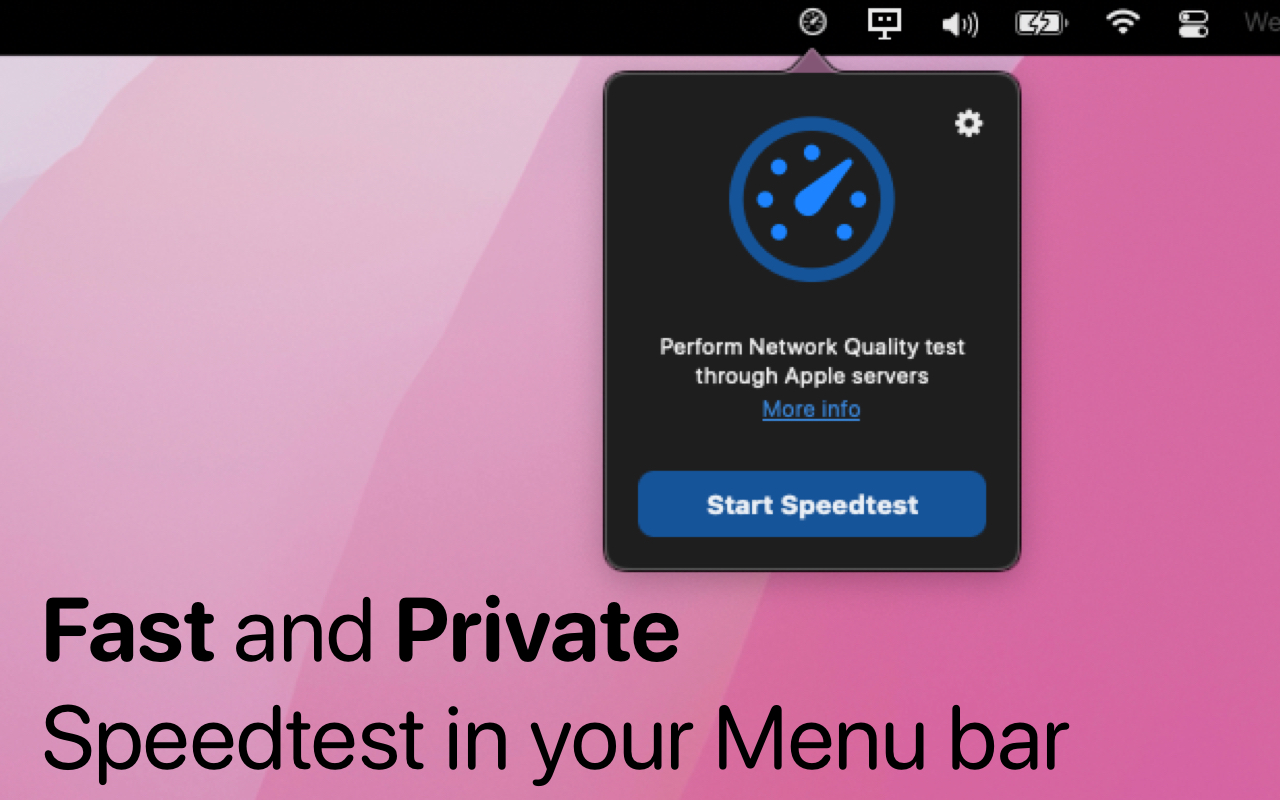 We
Perform Network Quality test
through Apple servers
More info
Start Speedtest
Fast and Private
Speedtest in your Menu bar